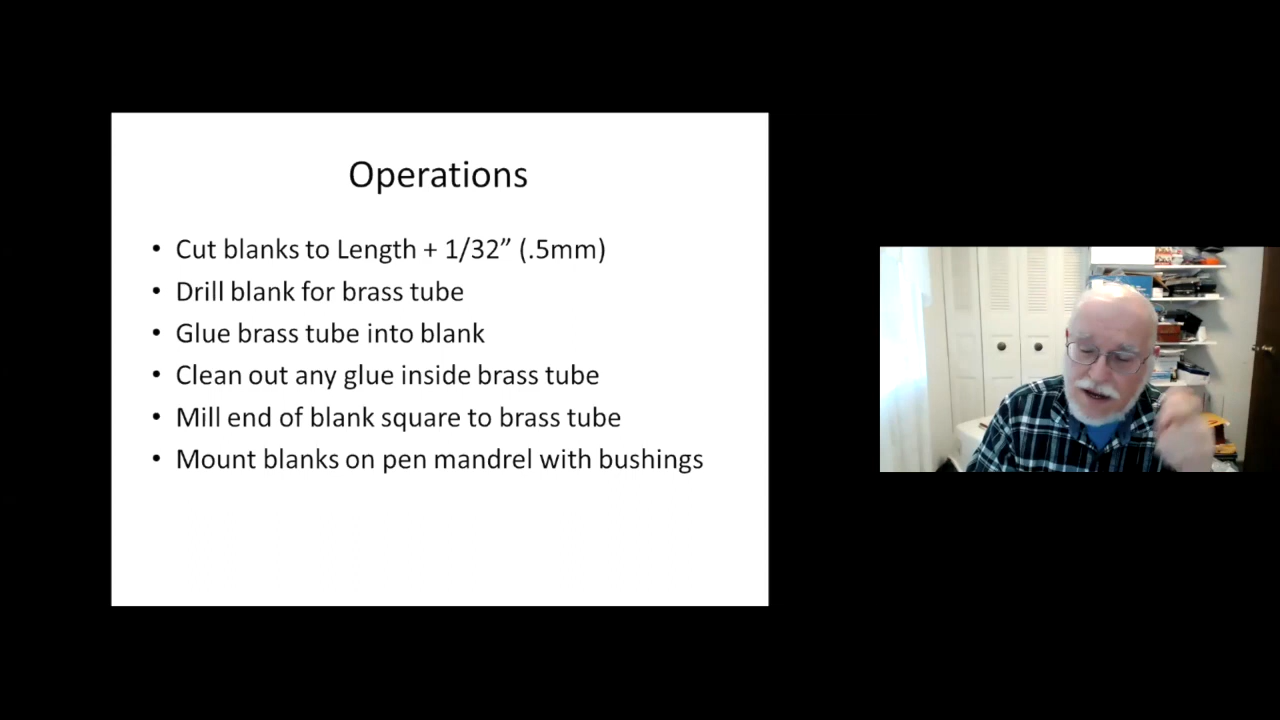 Operations
• Cut blanks to Length + 1/32” (.5mm)
• Drill blank for brass tube
• Glue brass tube into blank
• Clean out any glue inside brass tube
• Mill end of blank square to brass tube
• Mount blanks on pen mandrel with bushings